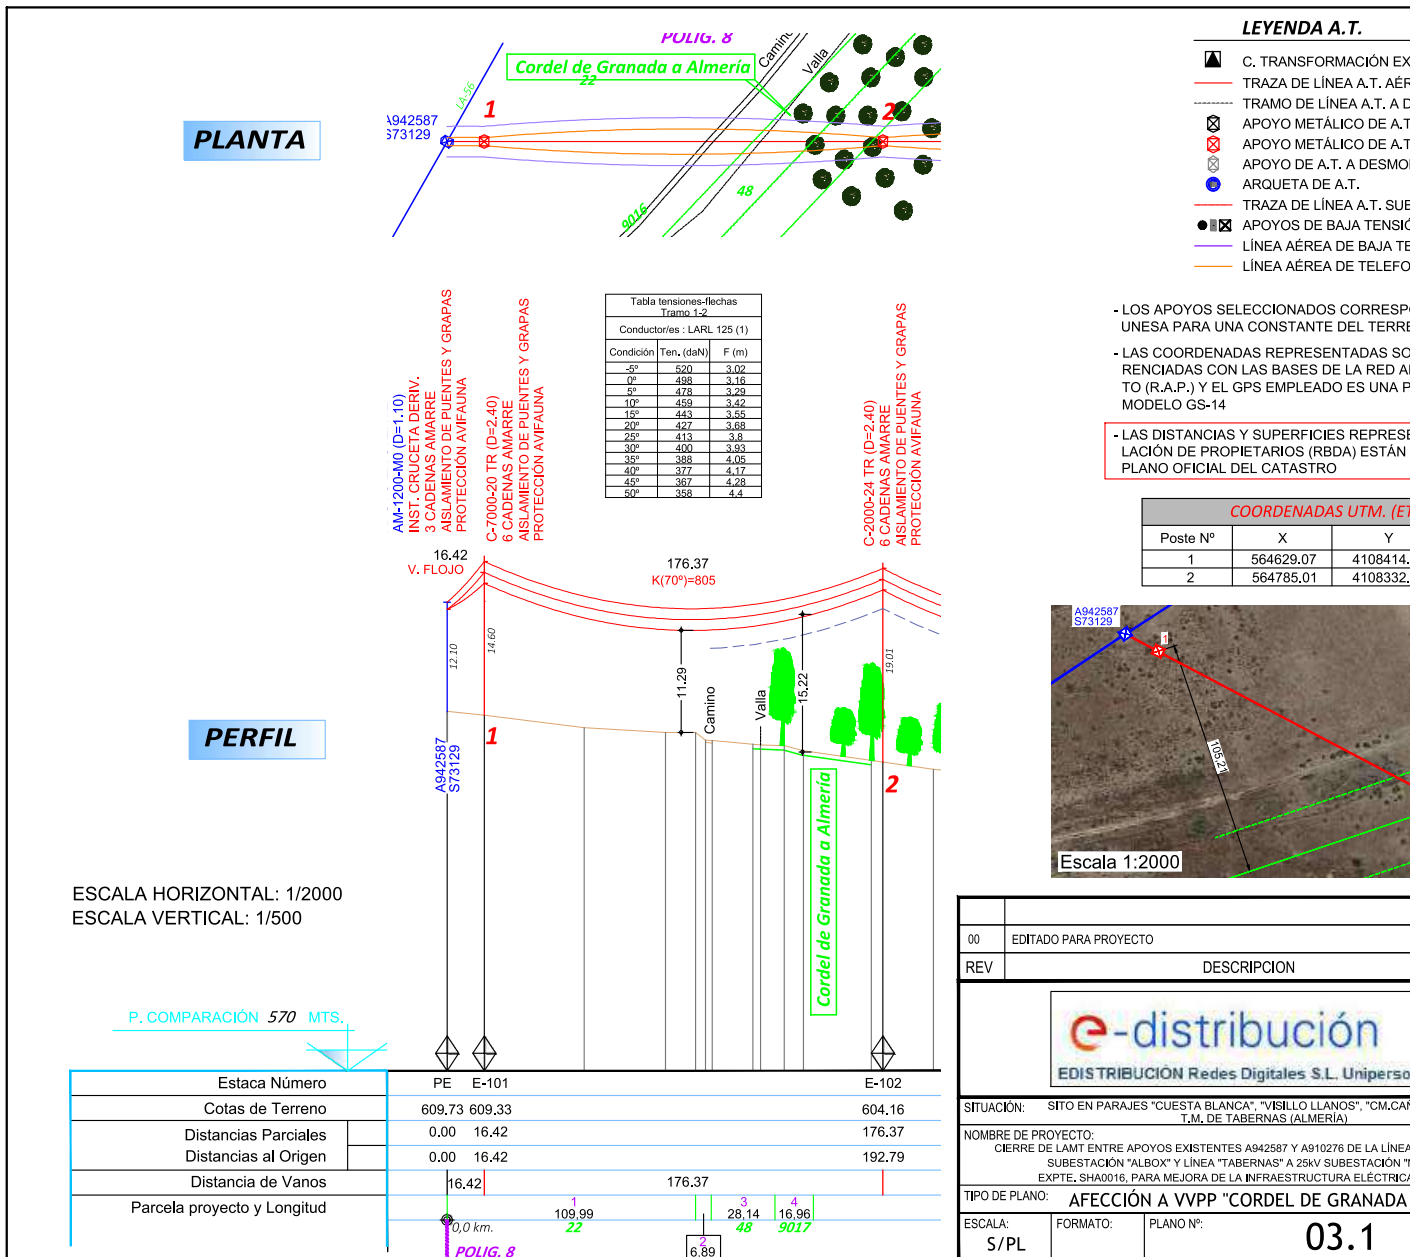 POLIG. 8
Cordel de Granada a Almería
22
Camino
Valla
LA-56
A942587
S73129
1
2
48
9016
PLANTA
LEYENDA A.T.
C. TRANSFORMACIÓN EX
TRAZA DE LÍNEA A.T. AÉR
TRAMO DE LÍNEA A.T. A D
APOYO METÁLICO DE A.T
APOYO METÁLICO DE A.T
APOYO DE A.T. A DESMO
ARQUETA DE A.T.
TRAZA DE LÍNEA A.T. SUB
APOYOS DE BAJA TENSIÓ
LÍNEA AÉREA DE BAJA TE
LÍNEA AÉREA DE TELEFO
- LOS APOYOS SELECCIONADOS CORRESPO
UNESA PARA UNA CONSTANTE DEL TERRE
- LAS COORDENADAS REPRESENTADAS SO
RENCIADAS CON LAS BASES DE LA RED A
TO (R.A.P.) Y EL GPS EMPLEADO ES UNA P
MODELO GS-14
- LAS DISTANCIAS Y SUPERFICIES REPRESE
LACIÓN DE PROPIETARIOS (RBDA) ESTÁN
PLANO OFICIAL DEL CATASTRO
COORDENADAS UTM. (ET
Poste Nº X Y
1 564629.07 4108414.
2 564785.01 4108332.
Tabla tensiones-flechas
Tramo 1-2
Conductor/es : LARL 125 (1)
Condición Ten. (daN) F (m)
-5º 520 3,02
0º 498 3,16
5º 478 3,29
10º 459 3,42
15º 443 3,55
20º 427 3,68
25º 413 3,8
30º 400 3,93
35º 388 4,05
40º 377 4,17
45º 367 4,28
50º 358 4,4
AM-1200-M0 (D=1.10)
INST. CRUCETA DERIV.
3 CADENAS AMARRE
AISLAMIENTO DE PUENTES Y GRAPAS
PROTECCIÓN AVIFAUNA
C-7000-20 TR (D=2.40)
6 CADENAS AMARRE
AISLAMIENTO DE PUENTES Y GRAPAS
PROTECCIÓN AVIFAUNA
C-2000-24 TR (D=2.40)
6 CADENAS AMARRE
AISLAMIENTO DE PUENTES Y GRAPAS
PROTECCIÓN AVIFAUNA
16.42
V. FLOJO
176.37
K(70º)=805
12.10
14.60
19.01
11.29
15.22
Camino
Valla
PERFIL
1
2
A942587
S73129
Cordel de Granada a Almería
A942587
S73129
1
105.21
Escala 1:2000
ESCALA HORIZONTAL: 1/2000
ESCALA VERTICAL: 1/500
P. COMPARACIÓN 570 MTS.
Estaca Número PE E-101 E-102
Cotas de Terreno 609.73 609.33 604.16
Distancias Parciales 0.00 16.42 176.37
Distancias al Origen 0.00 16.42 192.79
Distancia de Vanos 16.42 176.37
Parcela proyecto y Longitud
1 3 4
109,99 28,14 16,96
0,0 km. 22 48 9017
2
6.89
POLIG. 8
00 EDITADO PARA PROYECTO
REV DESCRIPCION
e-distribución
EDISTRIBUCIÓN Redes Digitales S.L. Uniperso
SITUACIÓN: SITO EN PARAJES "CUESTA BLANCA", "VISILLO LLANOS", "CM.CAÑ
T.M. DE TABERNAS (ALMERÍA)
NOMBRE DE PROYECTO:
CIERRE DE LAMT ENTRE APOYOS EXISTENTES A942587 Y A910276 DE LA LÍNEA
SUBESTACIÓN "ALBOX" Y LÍNEA "TABERNAS" A 25kV SUBESTACIÓN "
EXPTE. SHA0016, PARA MEJORA DE LA INFRAESTRUCTURA ELÉCTRICA
TIPO DE PLANO: AFECCIÓN A VVPP "CORDEL DE GRANADA
ESCALA: FORMATO: PLANO Nº:
S/PL 03.1